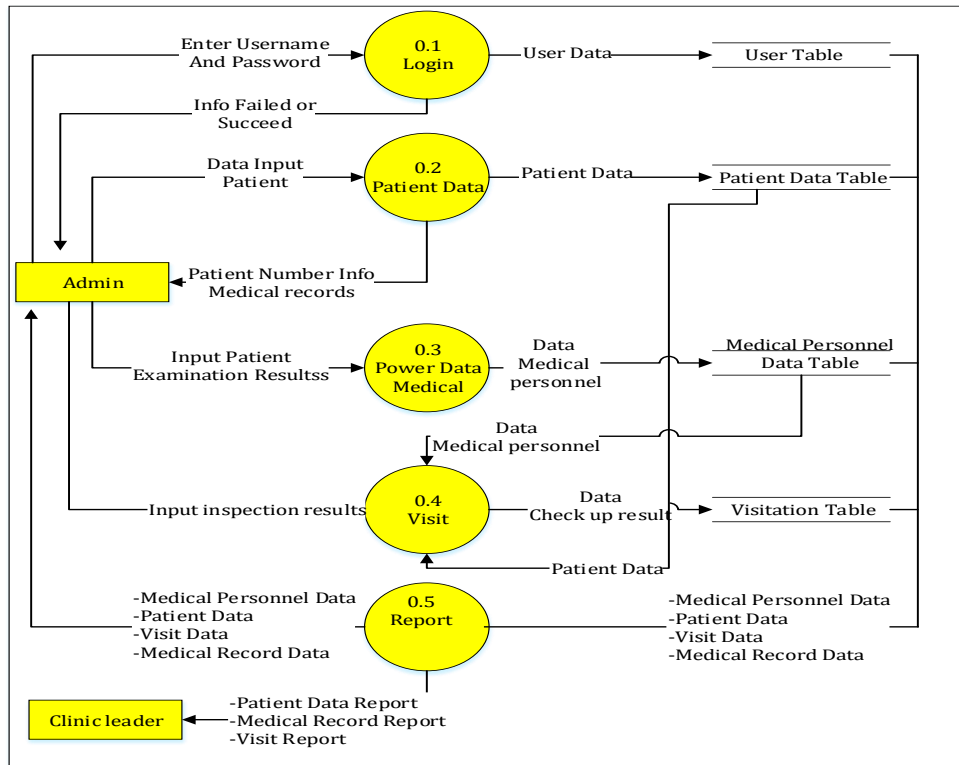 Enter Username
And Password
0.1
Login
User Data
User Table
Info Failed or
Succeed
Data Input
Patient
0.2
Patient Data
Patient Data
Patient Data Table
Admin
Patient Number Info
Medical records
Input Patient
Examination Resultss
0.3
Power Data
Medical
Data
Medical
personnel
Medical Personnel
Data Table
Data
Medical personnel
Input inspection results
0.4
Visit
Data
Check up result
Visitation Table
Patient Data
-Medical Personnel Data
-Patient Data
-Visit Data
-Medical Record Data
0.5
Report
-Medical Personnel Data
-Patient Data
-Visit Data
-Medical Record Data
Clinic leader
-Patient Data Report
-Medical Record Report
-Visit Report